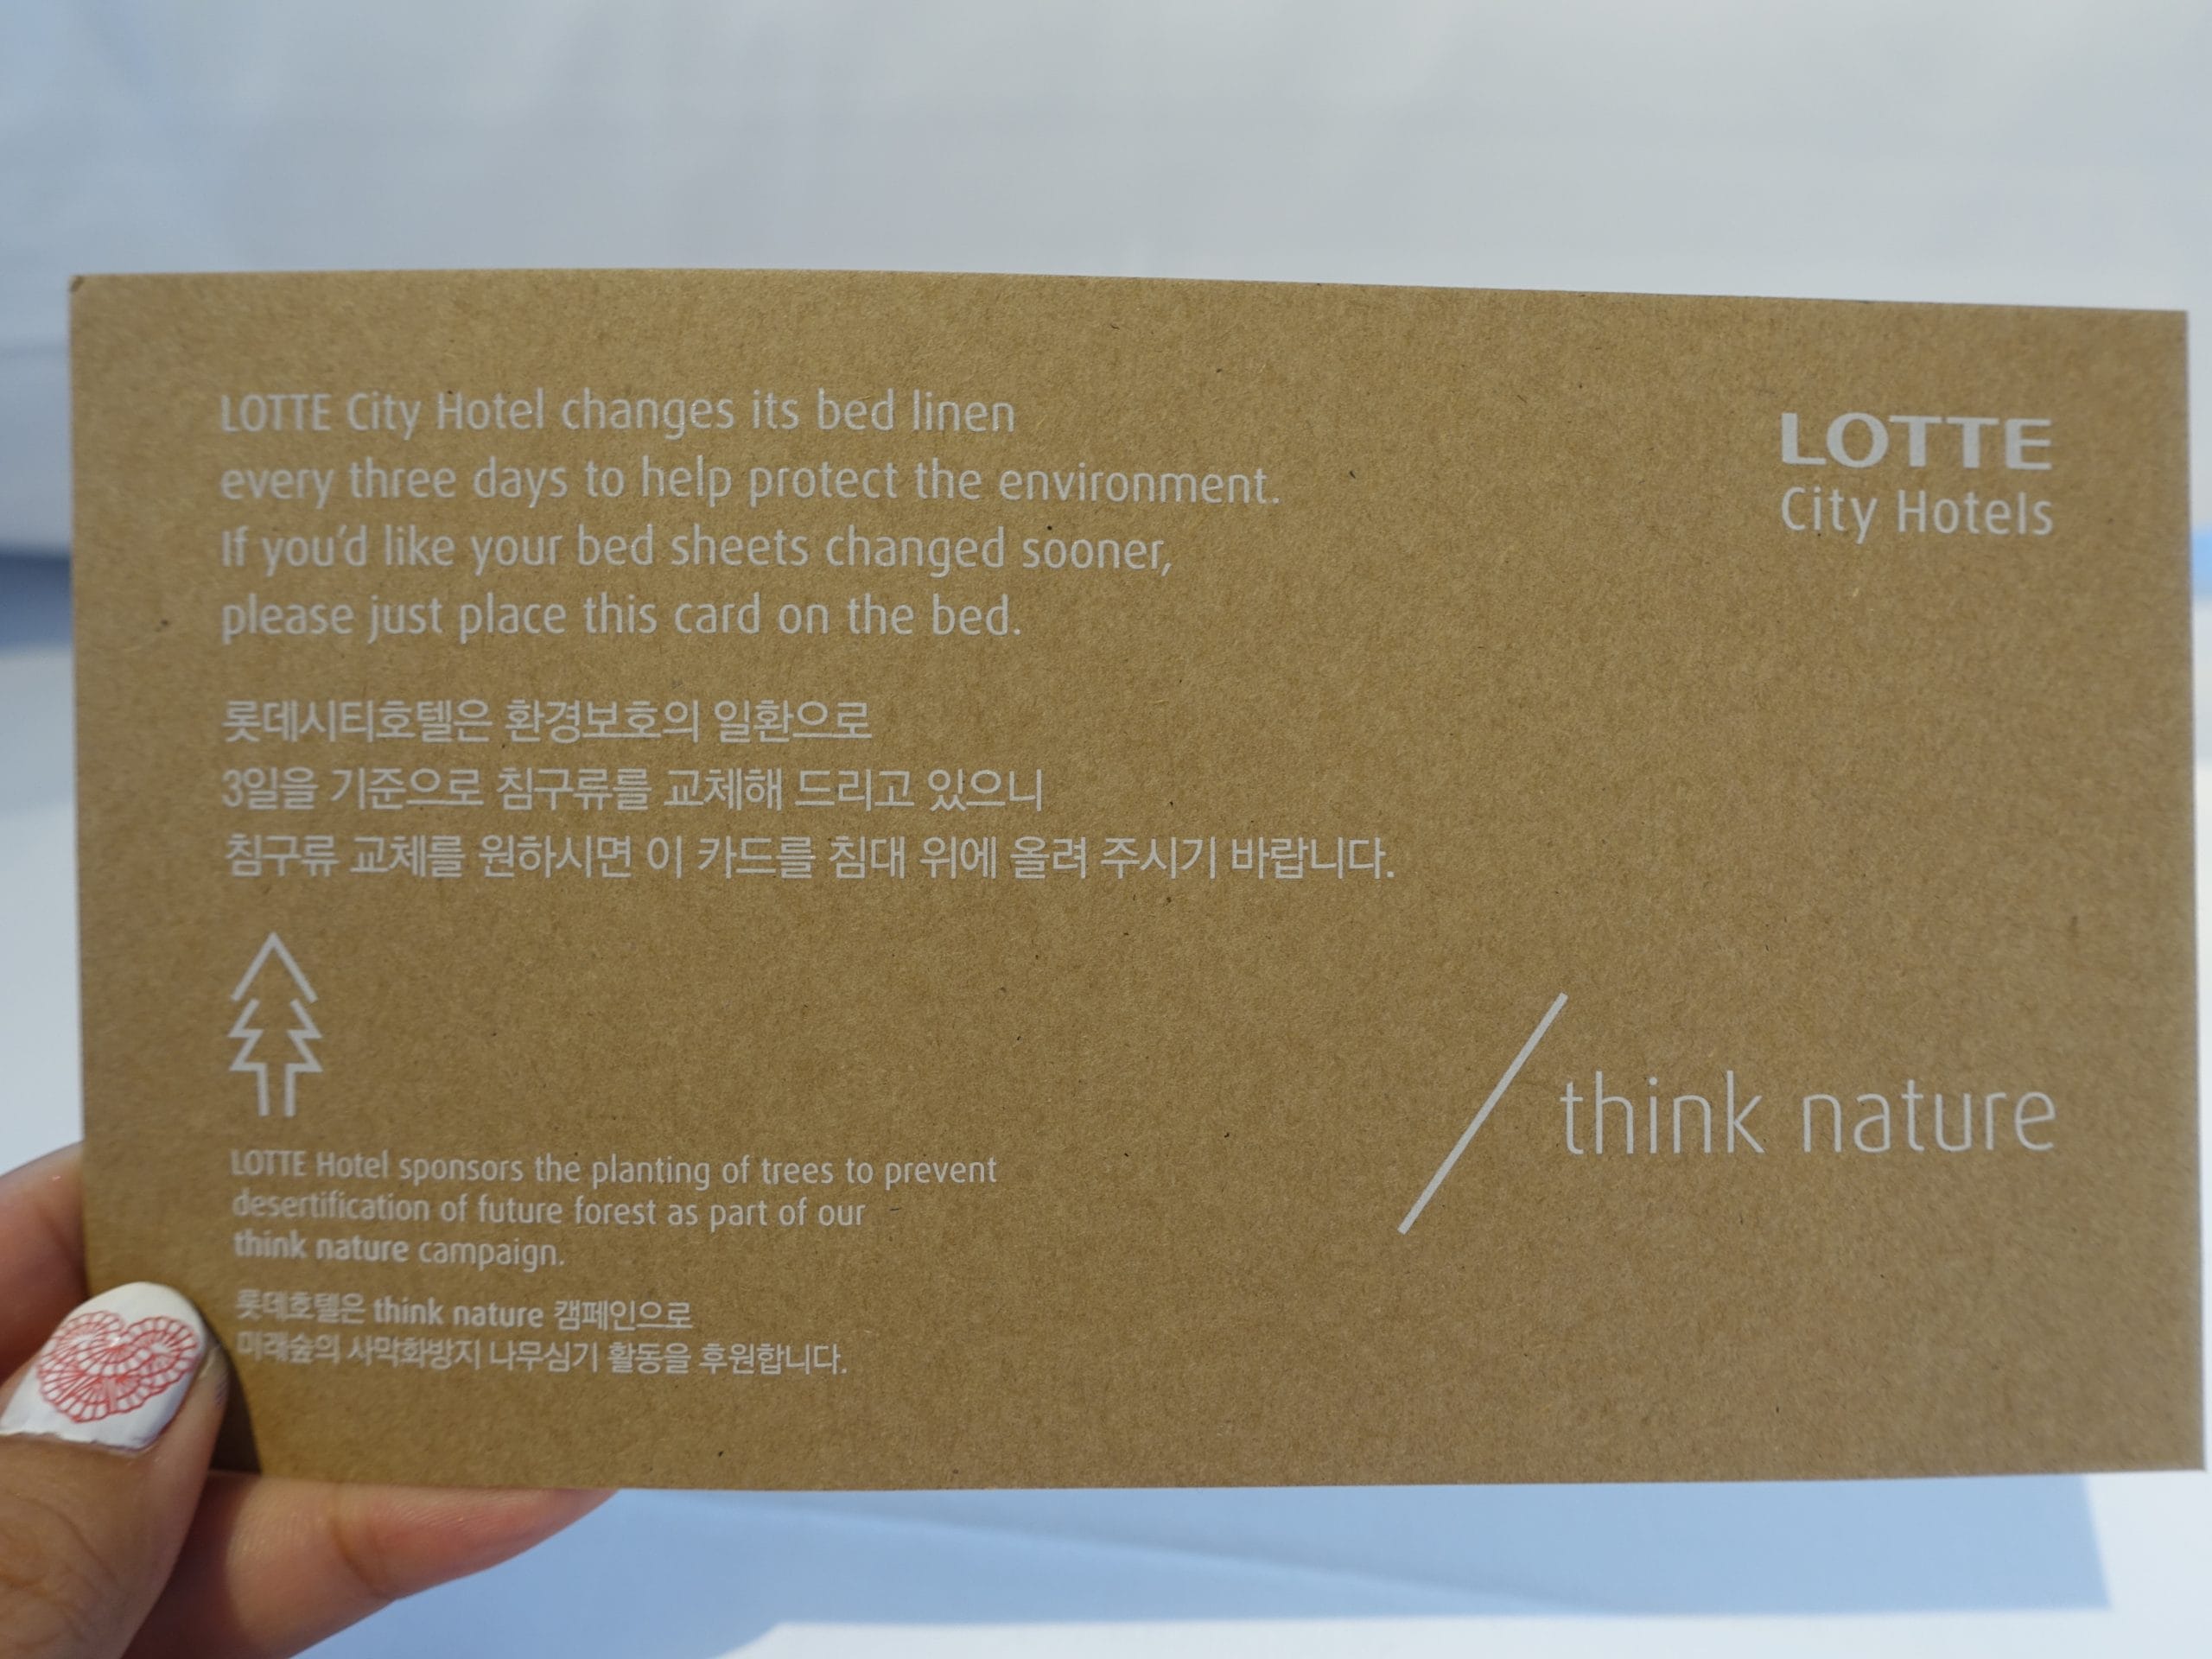 LOTTE City Hotel changes its bed linen
every three days to help protect the environment.
If you'd like your bed sheets changed sooner,
please just place this card on the bed.
롯데시티호텔은 환경보호의 일환으로
3일을 기준으로 침구류를 교체해 드리고 있으니
침구류 교체를 원하시면 이 카드를 침대 위에 올려 주시기 바랍니다.
LOTTE Hotel sponsors the planting of trees to prevent
desertification of future forest as part of our
think nature campaign.
롯데호텔은 think nature 캠페인으로
미래숲의 사막화방지 나무심기 활동을 후원합니다.
LOTTE
City Hotels
think nature